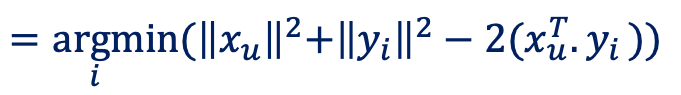 = argmin(‖x_u‖²+‖y_i‖² − 2(x_u^T. y_i ))
i